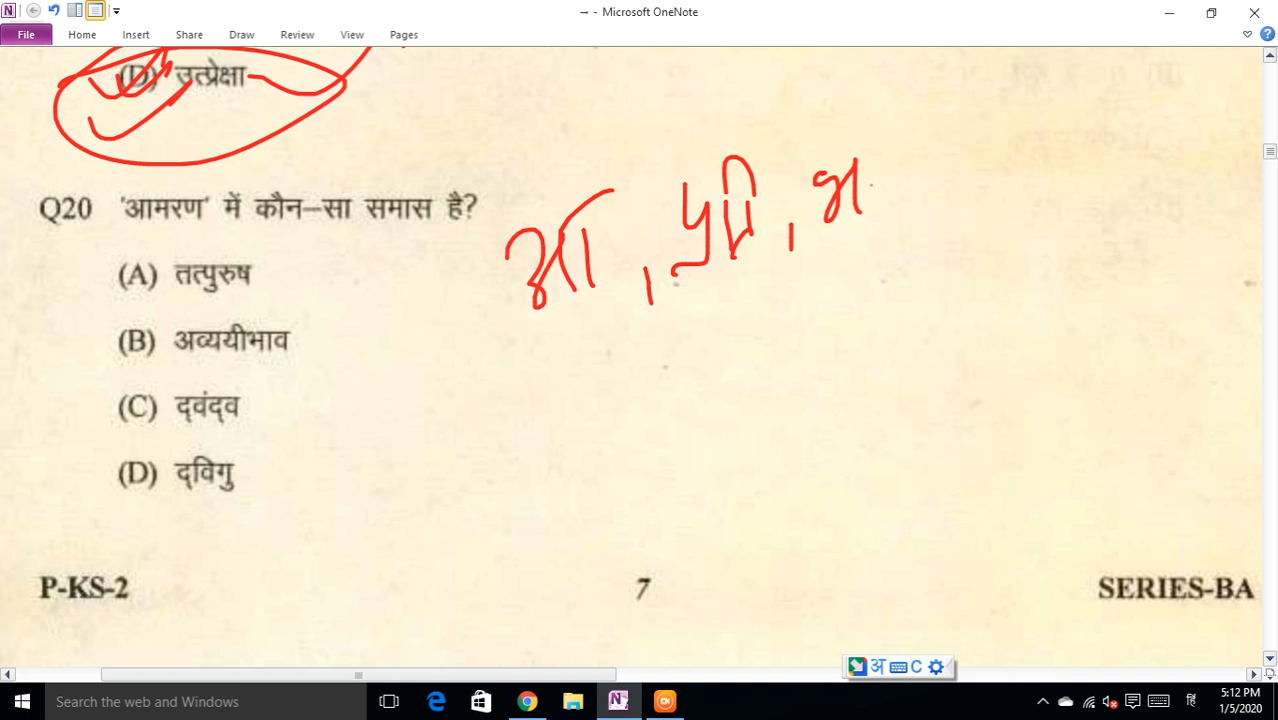 → - Microsoft OneNote
File Home Insert Share Draw Review View Pages
(D) उत्प्रेक्षा
Q20 'आमरण' में कौन–सा समास है?
आ , प्रति ,
(A) तत्पुरुष
(B) अव्ययीभाव
(C) द्वंद्व
(D) द्विगु
P-KS-2 7 SERIES-BA
अ C
Search the web and Windows
हि 5:12 PM
1/5/2020